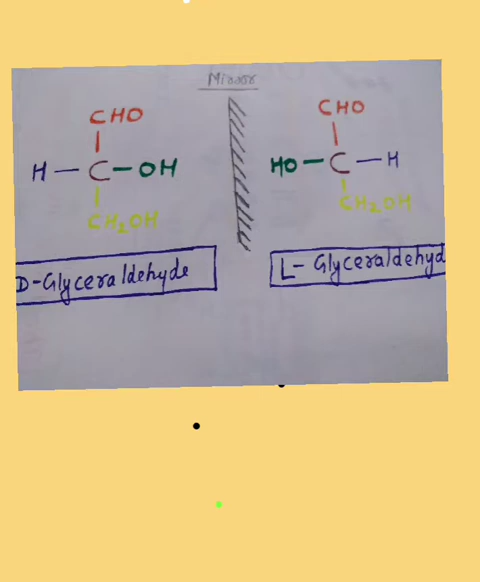 Mirror
CHO
H — C — OH
CH₂OH
D-Glyceraldehyde
CHO
HO — C — H
CH₂OH
L- Glyceraldehyd